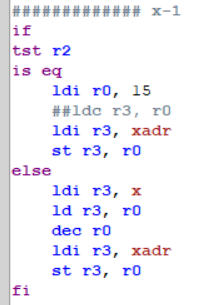 ############# x-1
if
tst r2
is eq
    ldi r0, 15
    ##ldc r3, r0
    ldi r3, xadr
    st r3, r0
else
    ldi r3, x
    ld r3, r0
    dec r0
    ldi r3, xadr
    st r3, r0
fi